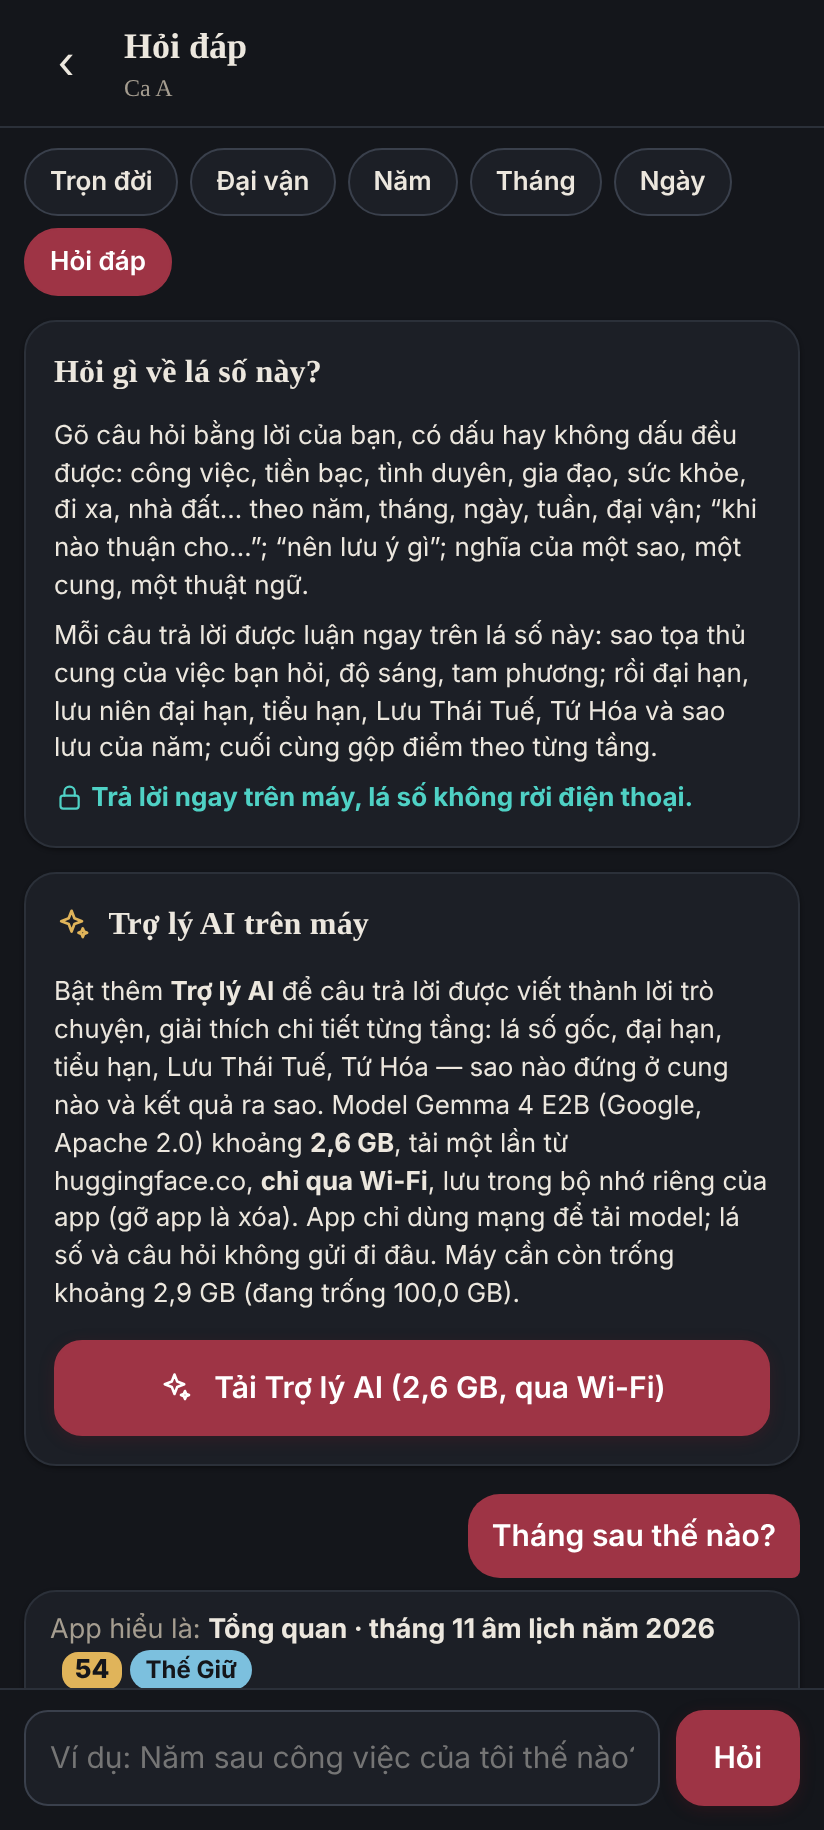 Hỏi đáp
Ca A
Trọn đời
Đại vận
Năm
Tháng
Ngày
Hỏi đáp
Hỏi gì về lá số này?
Gõ câu hỏi bằng lời của bạn, có dấu hay không dấu đều
được: công việc, tiền bạc, tình duyên, gia đạo, sức khỏe,
đi xa, nhà đất... theo năm, tháng, ngày, tuần, đại vận; “khi
nào thuận cho...”; “nên lưu ý gì”; nghĩa của một sao, một
cung, một thuật ngữ.
Mỗi câu trả lời được luận ngay trên lá số này: sao tọa thủ
cung của việc bạn hỏi, độ sáng, tam phương; rồi đại hạn,
lưu niên đại hạn, tiểu hạn, Lưu Thái Tuế, Tứ Hóa và sao
lưu của năm; cuối cùng gộp điểm theo từng tầng.
Trả lời ngay trên máy, lá số không rời điện thoại.
Trợ lý AI trên máy
Bật thêm Trợ lý AI để câu trả lời được viết thành lời trò
chuyện, giải thích chi tiết từng tầng: lá số gốc, đại hạn,
tiểu hạn, Lưu Thái Tuế, Tứ Hóa — sao nào đứng ở cung
nào và kết quả ra sao. Model Gemma 4 E2B (Google,
Apache 2.0) khoảng 2,6 GB, tải một lần từ
huggingface.co, chỉ qua Wi-Fi, lưu trong bộ nhớ riêng của
app (gỡ app là xóa). App chỉ dùng mạng để tải model; lá
số và câu hỏi không gửi đi đâu. Máy cần còn trống
khoảng 2,9 GB (đang trống 100,0 GB).
Tải Trợ lý AI (2,6 GB, qua Wi-Fi)
Tháng sau thế nào?
App hiểu là: Tổng quan · tháng 11 âm lịch năm 2026
54 Thế Giữ
Ví dụ: Năm sau công việc của tôi thế nào?
Hỏi